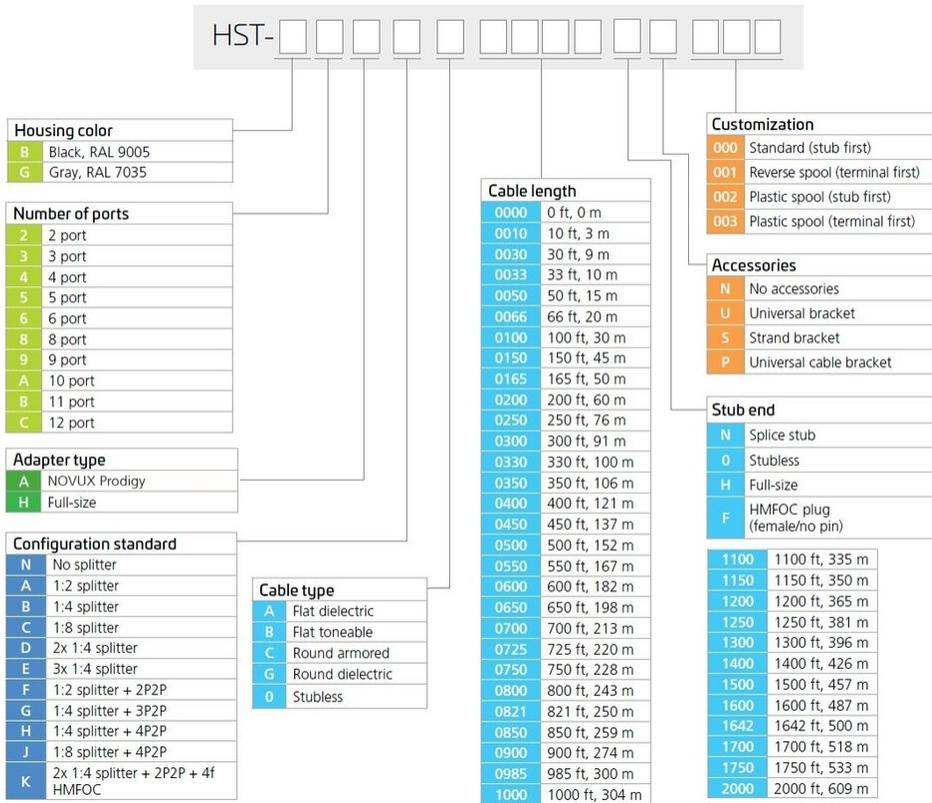 HST-
Housing color
B Black, RAL 9005
G Gray, RAL 7035
Number of ports
2 2 port
3 3 port
4 4 port
5 5 port
6 6 port
8 8 port
9 9 port
A 10 port
B 11 port
C 12 port
Adapter type
A NOVUX Prodigy
H Full-size
Configuration standard
N No splitter
A 1:2 splitter
B 1:4 splitter
C 1:8 splitter
D 2x 1:4 splitter
E 3x 1:4 splitter
F 1:2 splitter + 2P2P
G 1:4 splitter + 3P2P
H 1:4 splitter + 4P2P
J 1:8 splitter + 4P2P
K 2x 1:4 splitter + 2P2P + 4f
HMFOC
Cable type
A Flat dielectric
B Flat toneable
C Round armored
G Round dielectric
0 Stubless
Cable length
0000 0 ft, 0 m
0010 10 ft, 3 m
0030 30 ft, 9 m
0033 33 ft, 10 m
0050 50 ft, 15 m
0066 66 ft, 20 m
0100 100 ft, 30 m
0150 150 ft, 45 m
0165 165 ft, 50 m
0200 200 ft, 60 m
0250 250 ft, 76 m
0300 300 ft, 91 m
0330 330 ft, 100 m
0350 350 ft, 106 m
0400 400 ft, 121 m
0450 450 ft, 137 m
0500 500 ft, 152 m
0550 550 ft, 167 m
0600 600 ft, 182 m
0650 650 ft, 198 m
0700 700 ft, 213 m
0725 725 ft, 220 m
0750 750 ft, 228 m
0800 800 ft, 243 m
0821 821 ft, 250 m
0850 850 ft, 259 m
0900 900 ft, 274 m
0985 985 ft, 300 m
1000 1000 ft, 304 m
1100 1100 ft, 335 m
1150 1150 ft, 350 m
1200 1200 ft, 365 m
1250 1250 ft, 381 m
1300 1300 ft, 396 m
1400 1400 ft, 426 m
1500 1500 ft, 457 m
1600 1600 ft, 487 m
1642 1642 ft, 500 m
1700 1700 ft, 518 m
1750 1750 ft, 533 m
2000 2000 ft, 609 m
Stub end
N Splice stub
0 Stubless
H Full-size
F HMFOC plug
(female/no pin)
Accessories
N No accessories
U Universal bracket
S Strand bracket
P Universal cable bracket
Customization
000 Standard (stub first)
001 Reverse spool (terminal first)
002 Plastic spool (stub first)
003 Plastic spool (terminal first)